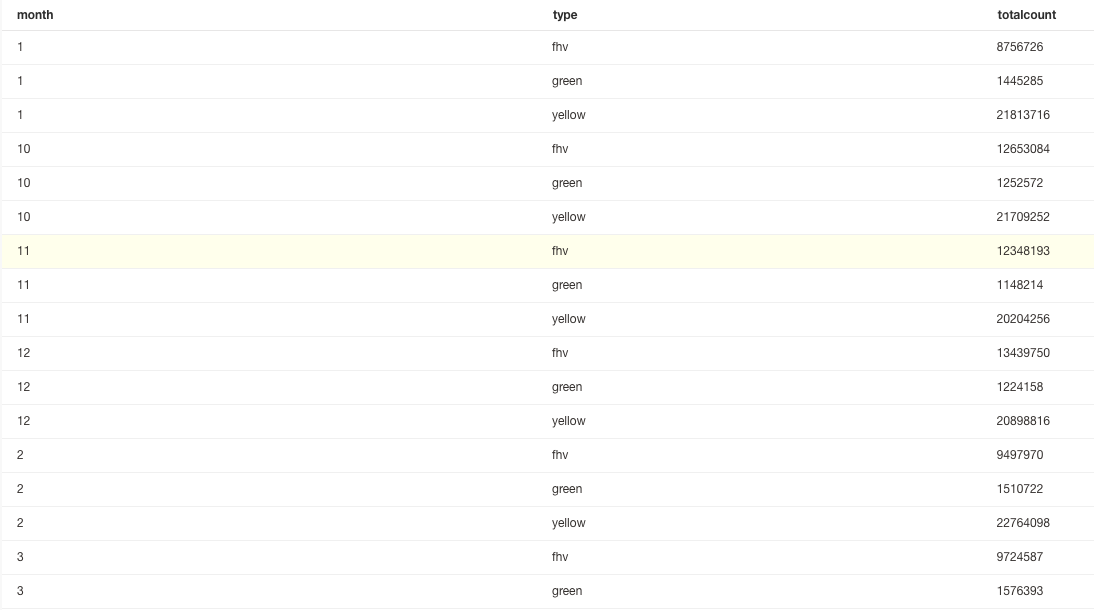 month type totalcount
1 fhv 8756726
1 green 1445285
1 yellow 21813716
10 fhv 12653084
10 green 1252572
10 yellow 21709252
11 fhv 12348193
11 green 1148214
11 yellow 20204256
12 fhv 13439750
12 green 1224158
12 yellow 20898816
2 fhv 9497970
2 green 1510722
2 yellow 22764098
3 fhv 9724587
3 green 1576393